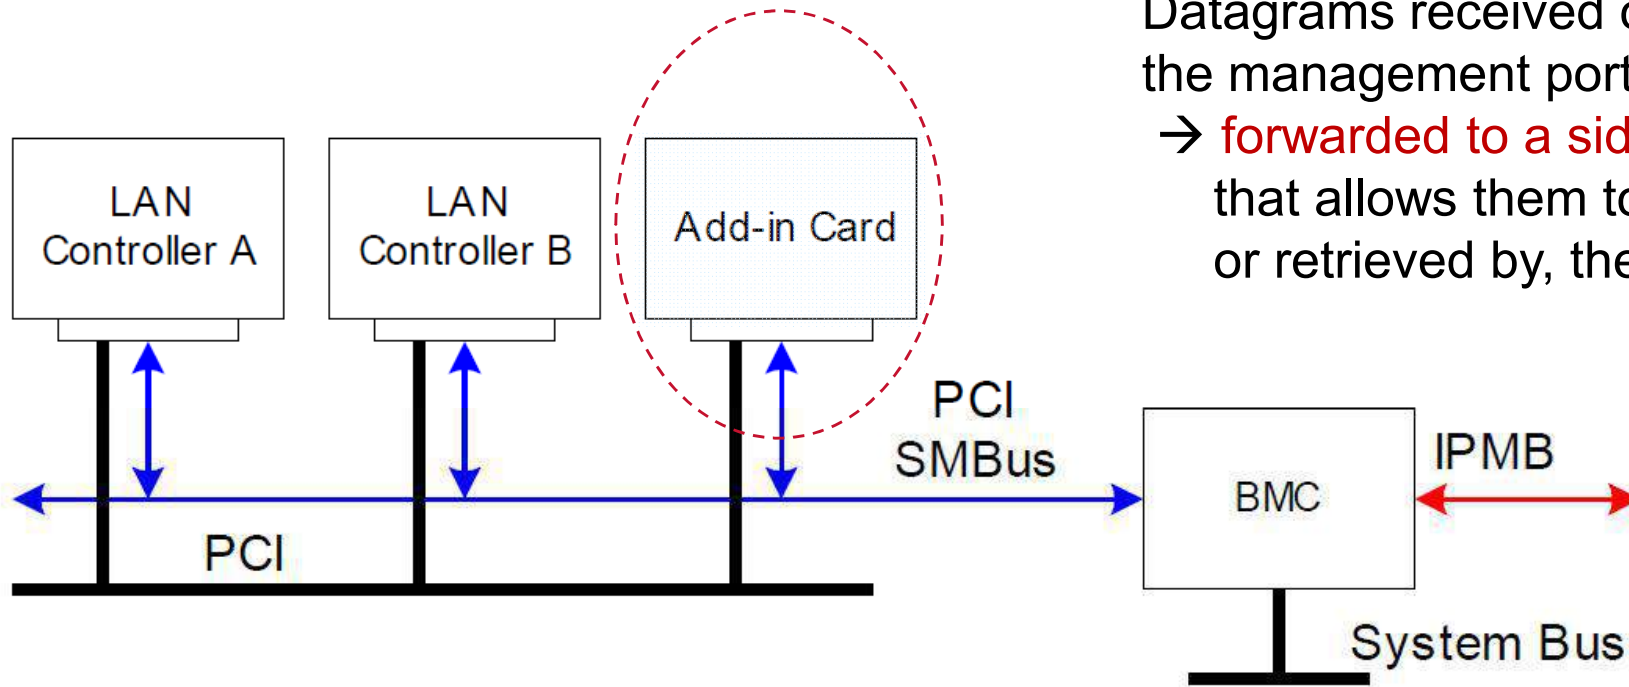 Datagrams received
the management port
→ forwarded to a
that allows them
or retrieved by, the
LAN
Controller A
LAN
Controller B
Add-in Card
PCI
SMBus
BMC
IPMB
PCI
System Bus